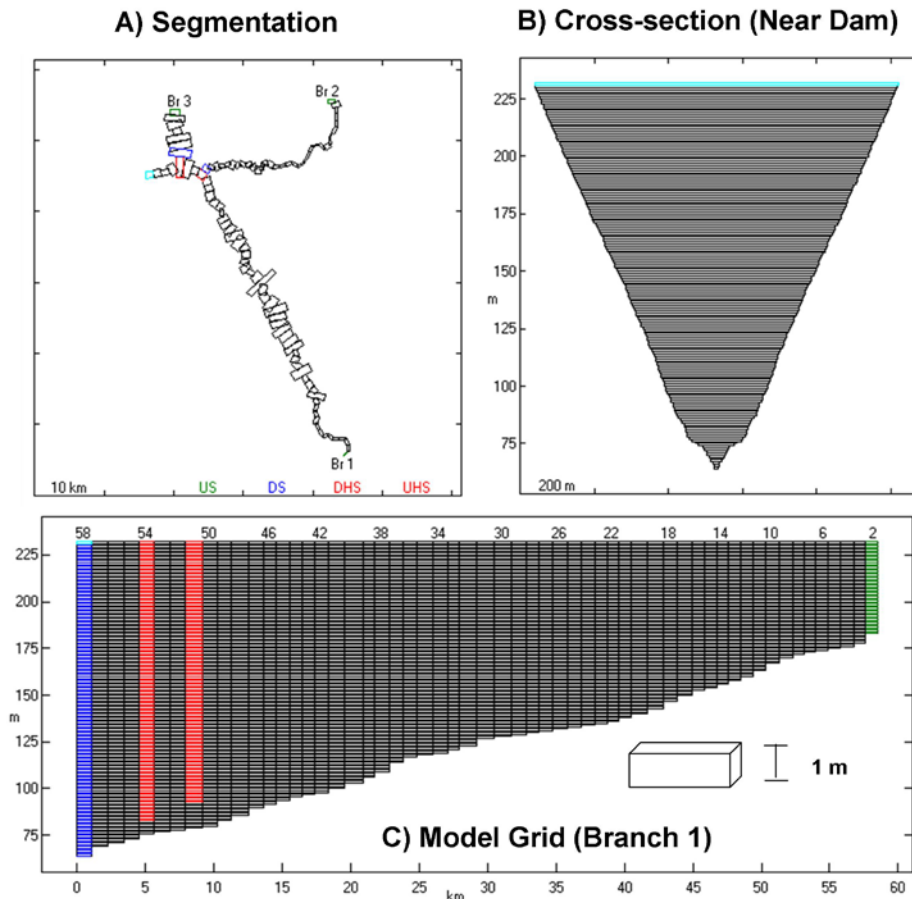 A) Segmentation
B) Cross-section (Near Dam)
Br 3
Br 2
Br 1
10 km
US
DS
DHS
UHS
225
200
175
150
m
125
100
75
200 m
58 54 50 46 42 38 34 30 26 22 18 14 10 6 2
225
200
175
150
m
125
100
75
1 m
C) Model Grid (Branch 1)
0 5 10 15 20 25 30 35 40 45 50 55 60
km